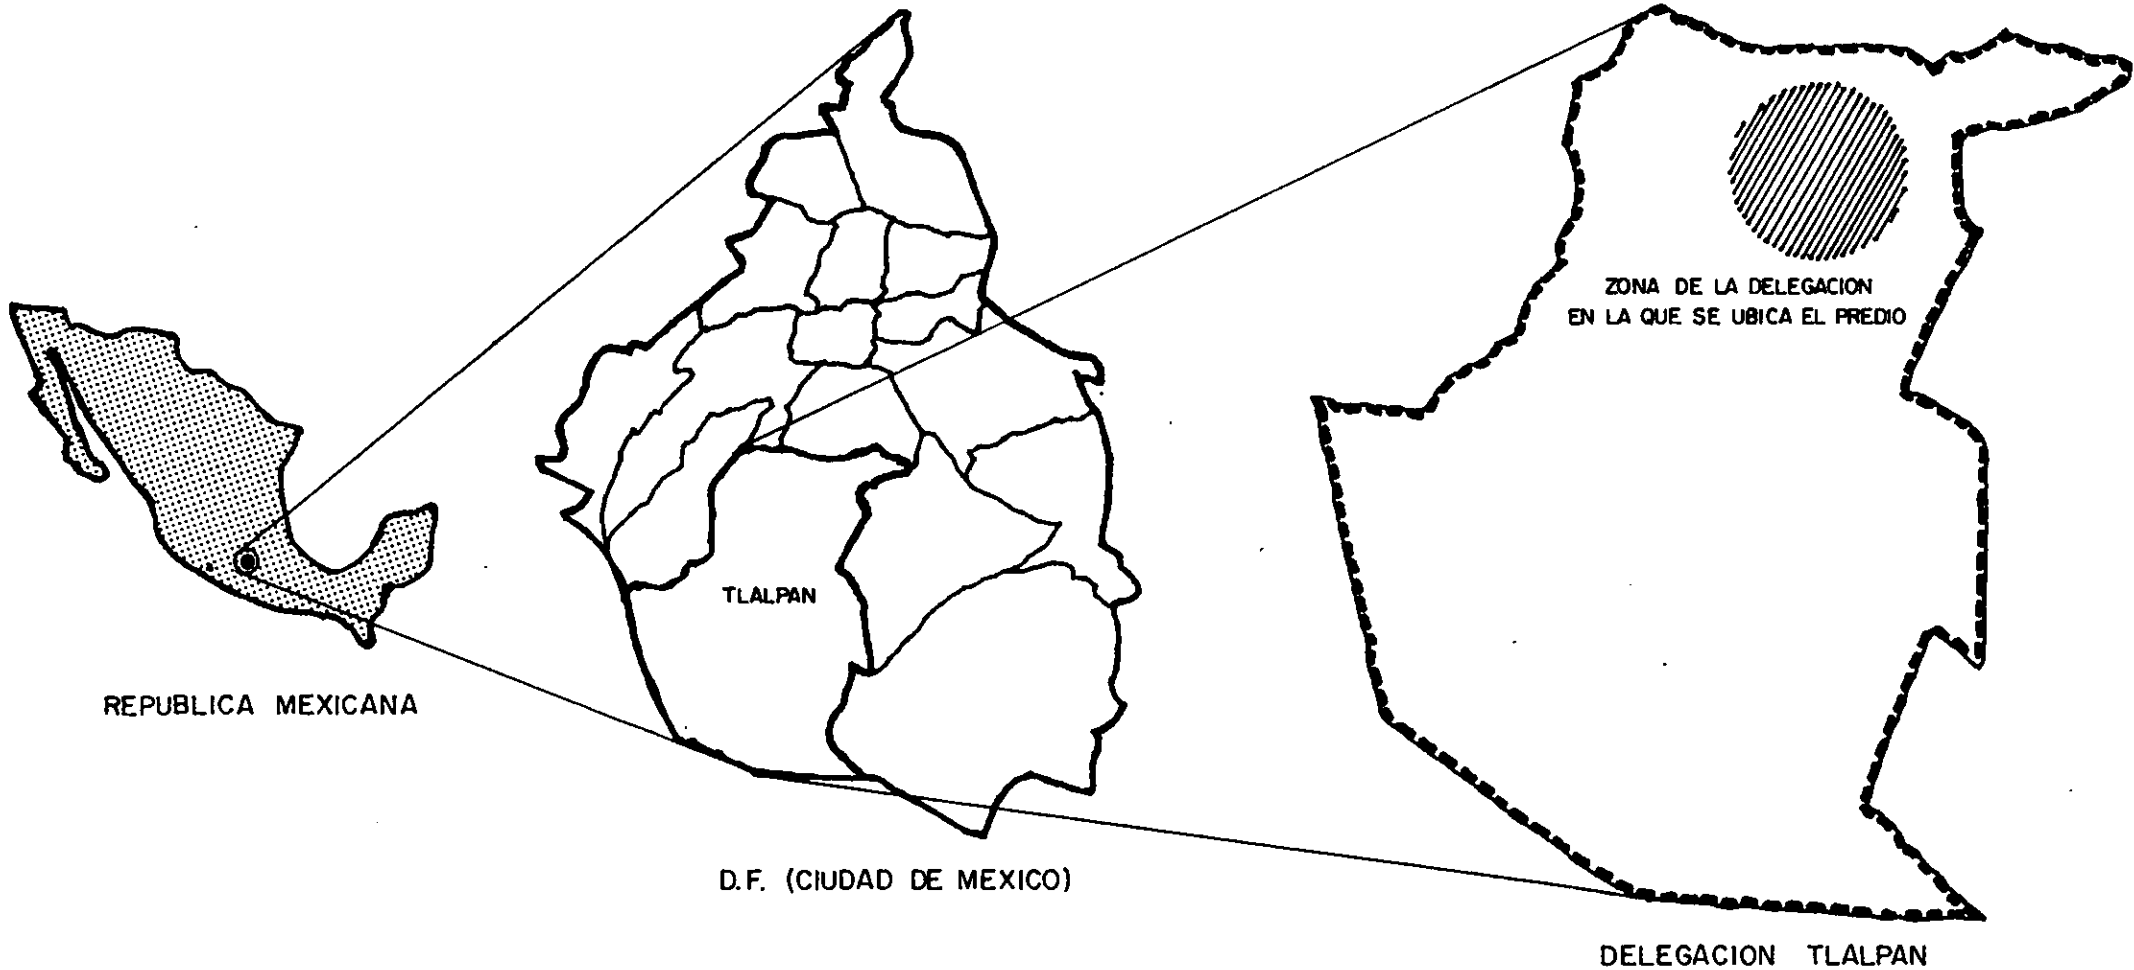 ZONA DE LA DELEGACION
EN LA QUE SE UBICA EL PREDIO
TLALPAN
REPUBLICA MEXICANA
D.F. (CIUDAD DE MEXICO)
DELEGACION TLALPAN